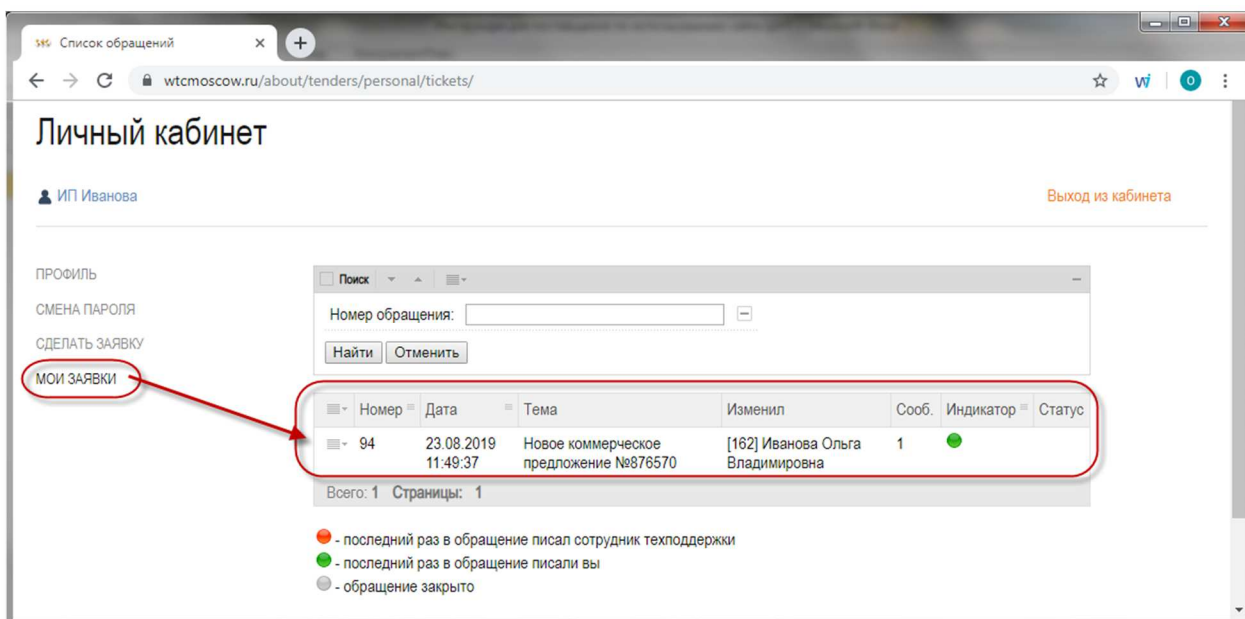 Список обращений
wtcmoscow.ru/about/tenders/personal/tickets/
Личный кабинет
ИП Иванова
Выход из кабинета
ПРОФИЛЬ
СМЕНА ПАРОЛЯ
СДЕЛАТЬ ЗАЯВКУ
МОИ ЗАЯВКИ
Поиск
Номер обращения:
Найти Отменить
Номер Дата Тема Изменил Сооб. Индикатор Статус
94 23.08.2019 Новое коммерческое [162] Иванова Ольга 1
11:49:37 предложение №876570 Владимировна
Всего: 1 Страницы: 1
- последний раз в обращение писал сотрудник техподдержки
- последний раз в обращение писали вы
- обращение закрыто